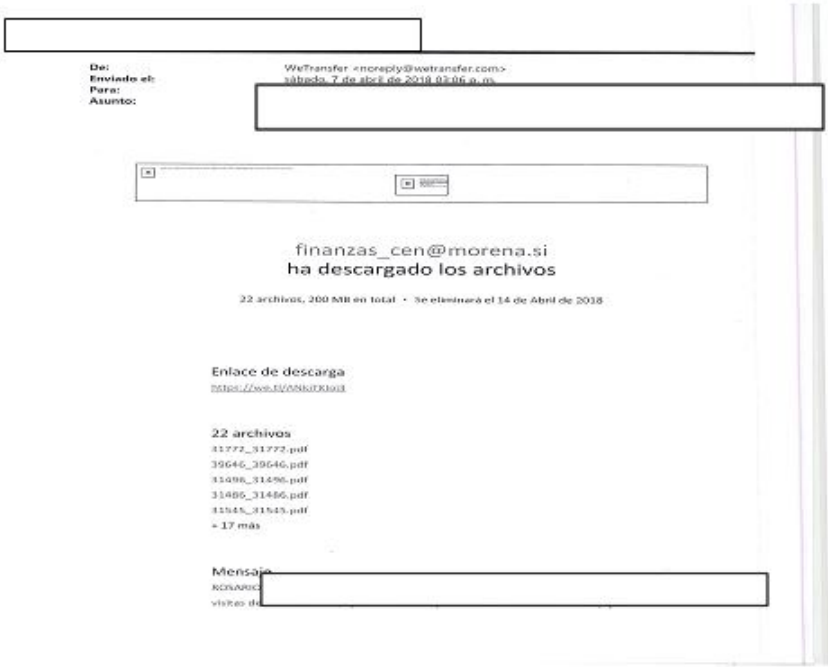 De: WeTransfer <noreply@wetransfer.com>
Enviado el: sábado, 7 de abril de 2018 03:06 p. m.
Para:
Asunto:
finanzas_cen@morena.si
ha descargado los archivos
22 archivos, 200 MB en total • Se eliminará el 14 de Abril de 2018
Enlace de descarga
22 archivos
31772_31772.pdf
39646_39646.pdf
31496_31496.pdf
31486_31486.pdf
31545_31545.pdf
+ 17 más
Mensaje
ROSARIO
visitas de